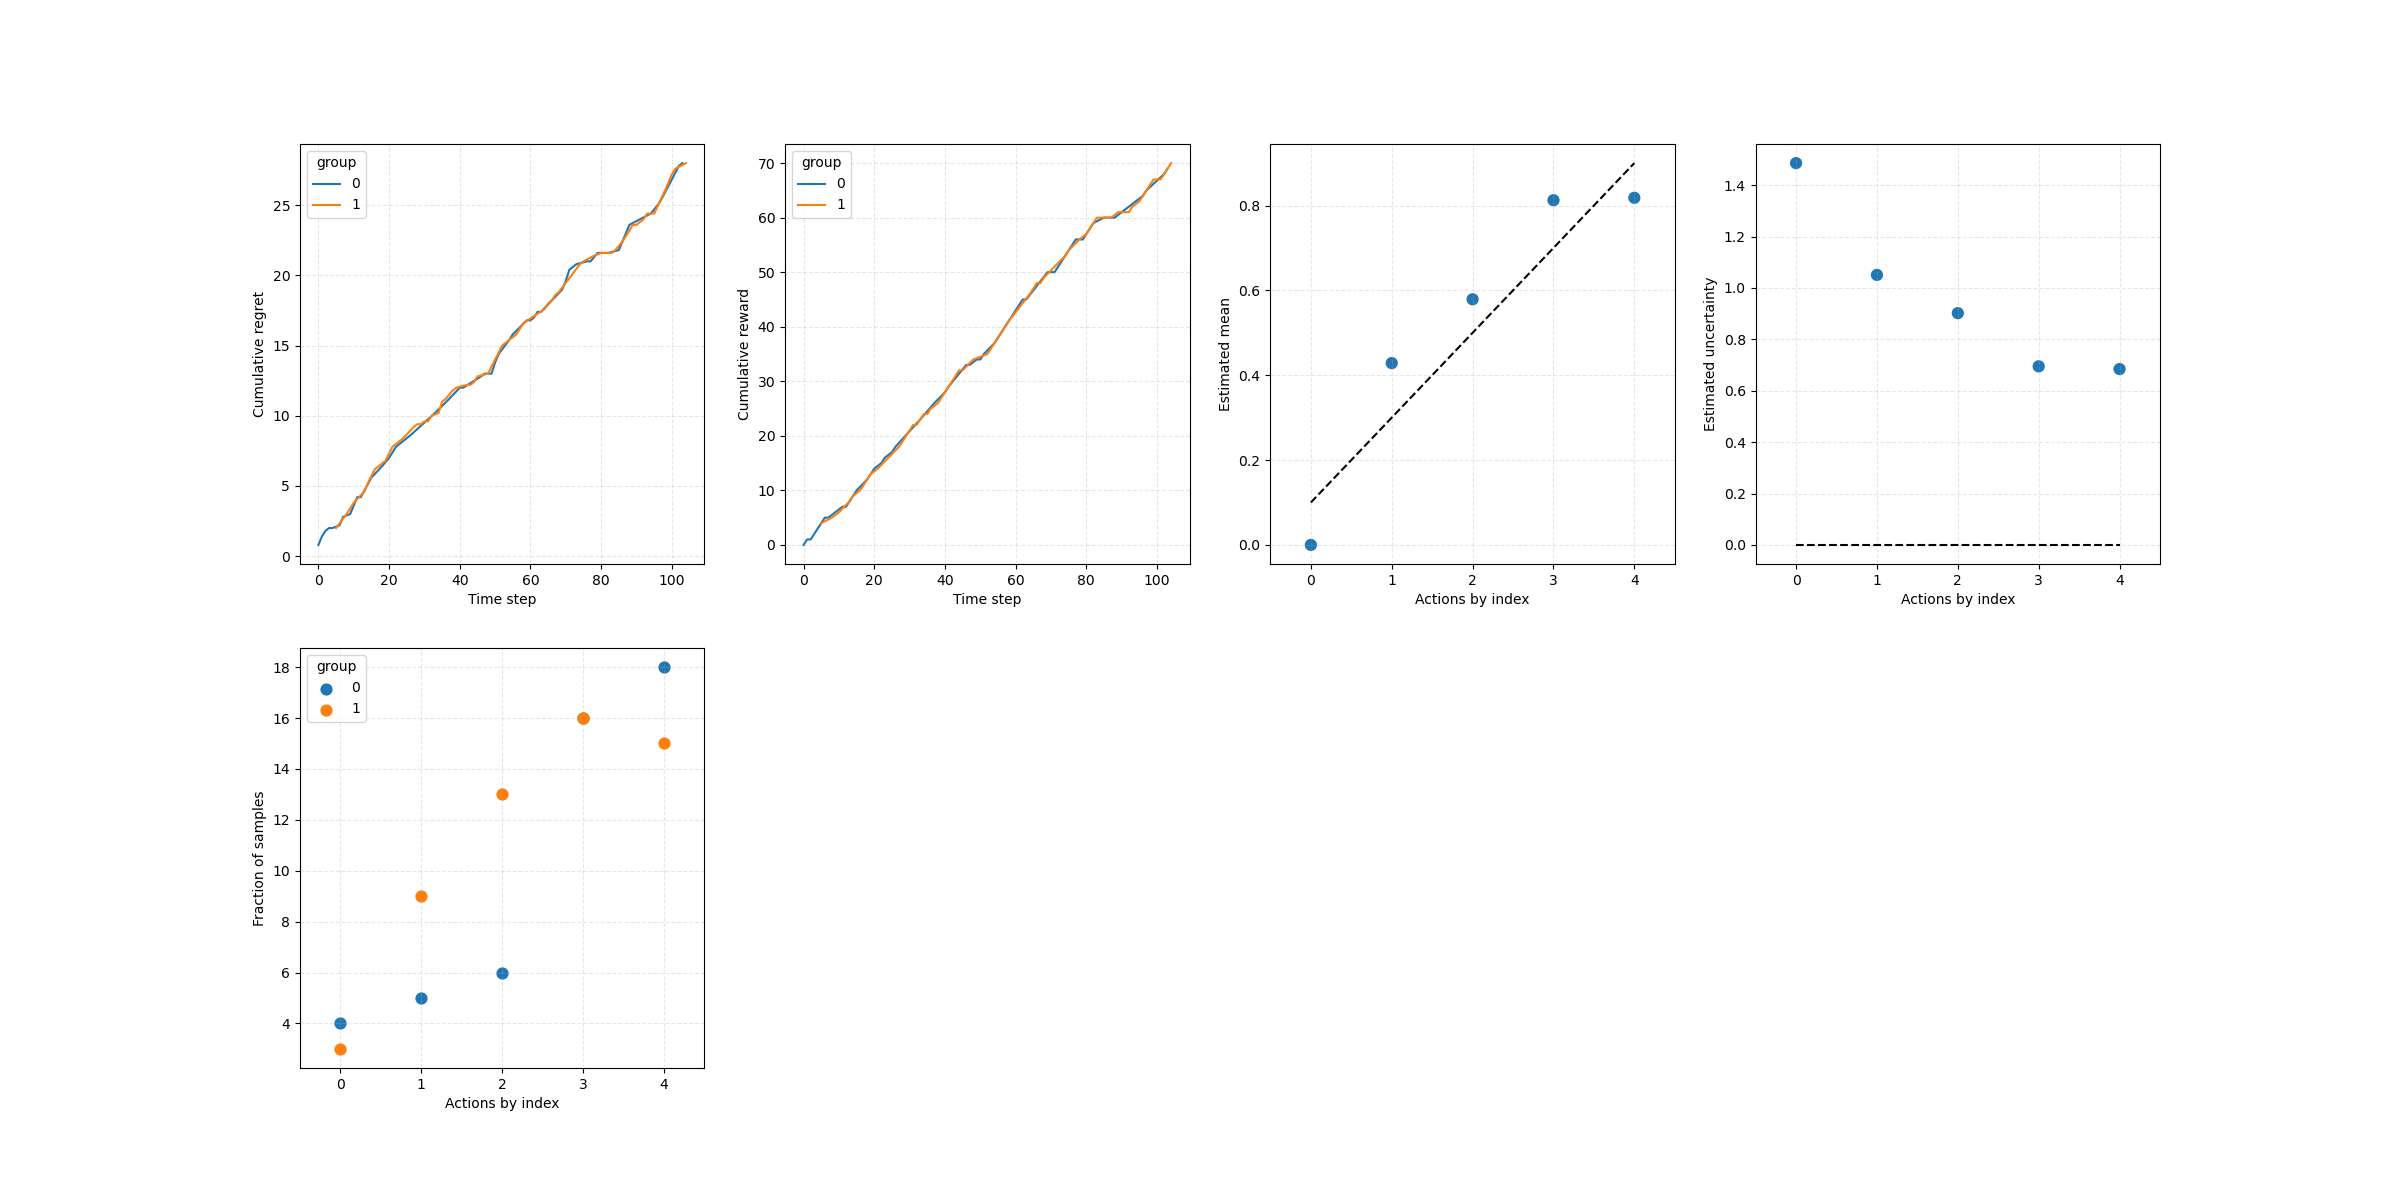 group
0
1
25
20
15
10
5
0
Cumulative regret
0 20 40 60 80 100
Time step
group
0
1
70
60
50
40
30
20
10
0
Cumulative reward
0 20 40 60 80 100
Time step
0.8
0.6
0.4
0.2
0.0
Estimated mean
0 1 2 3 4
Actions by index
1.4
1.2
1.0
0.8
0.6
0.4
0.2
0.0
Estimated uncertainty
0 1 2 3 4
Actions by index
group
0
1
18
16
14
12
10
8
6
4
Fraction of samples
0 1 2 3 4
Actions by index